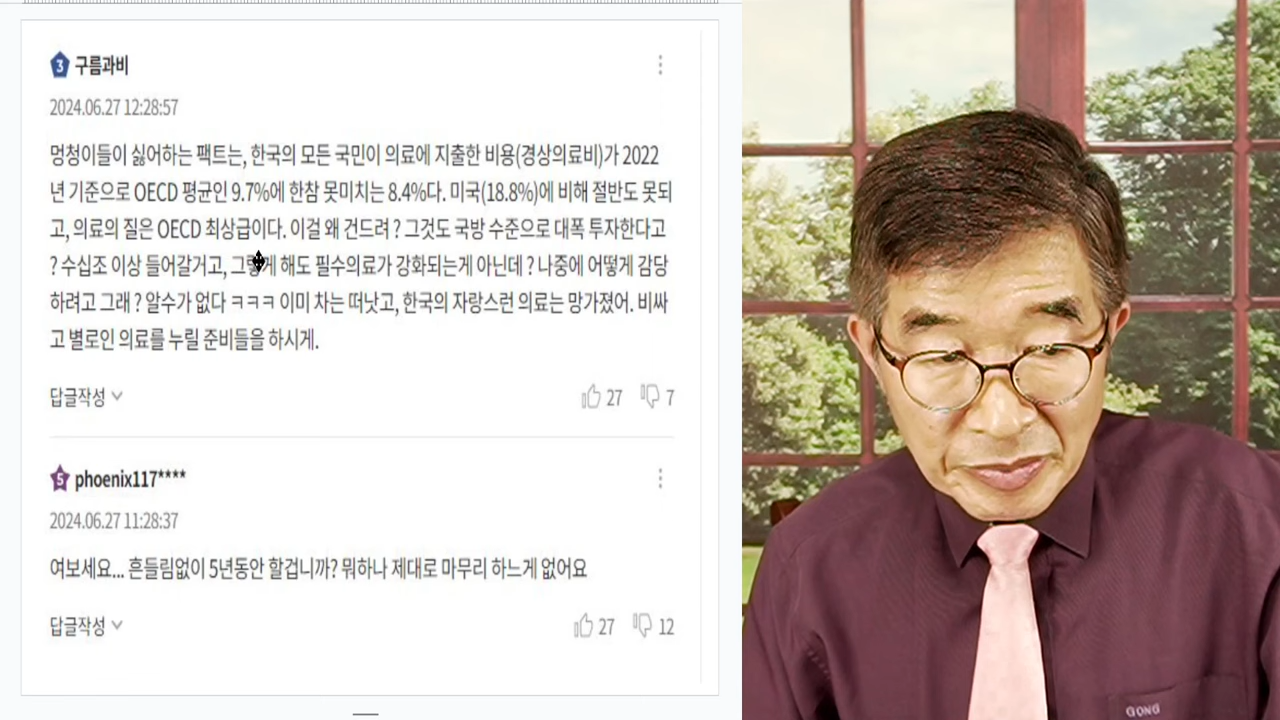 3 구름과비
2024.06.27 12:28:57
멍청이들이 싫어하는 팩트는, 한국의 모든 국민이 의료에 지출한 비용(경상의료비)가 2022
년 기준으로 OECD 평균인 9.7%에 한참 못미치는 8.4%다. 미국(18.8%)에 비해 절반도 못되
고, 의료의 질은 OECD 최상급이다. 이걸 왜 건드려 ? 그것도 국방 수준으로 대폭 투자한다고
? 수십조 이상 들어갈거고, 그렇게 해도 필수의료가 강화되는게 아닌데 ? 나중에 어떻게 감당
하려고 그래 ? 알수가 없다 ㅋㅋㅋ 이미 차는 떠낫고, 한국의 자랑스런 의료는 망가졌어. 비싸
고 별로인 의료를 누릴 준비들을 하시게.
답글작성 27 7
5 phoenix117****
2024.06.27 11:28:37
여보세요... 흔들림없이 5년동안 할겁니까? 뭐하나 제대로 마무리 하느게 없어요
답글작성 27 12
GONG